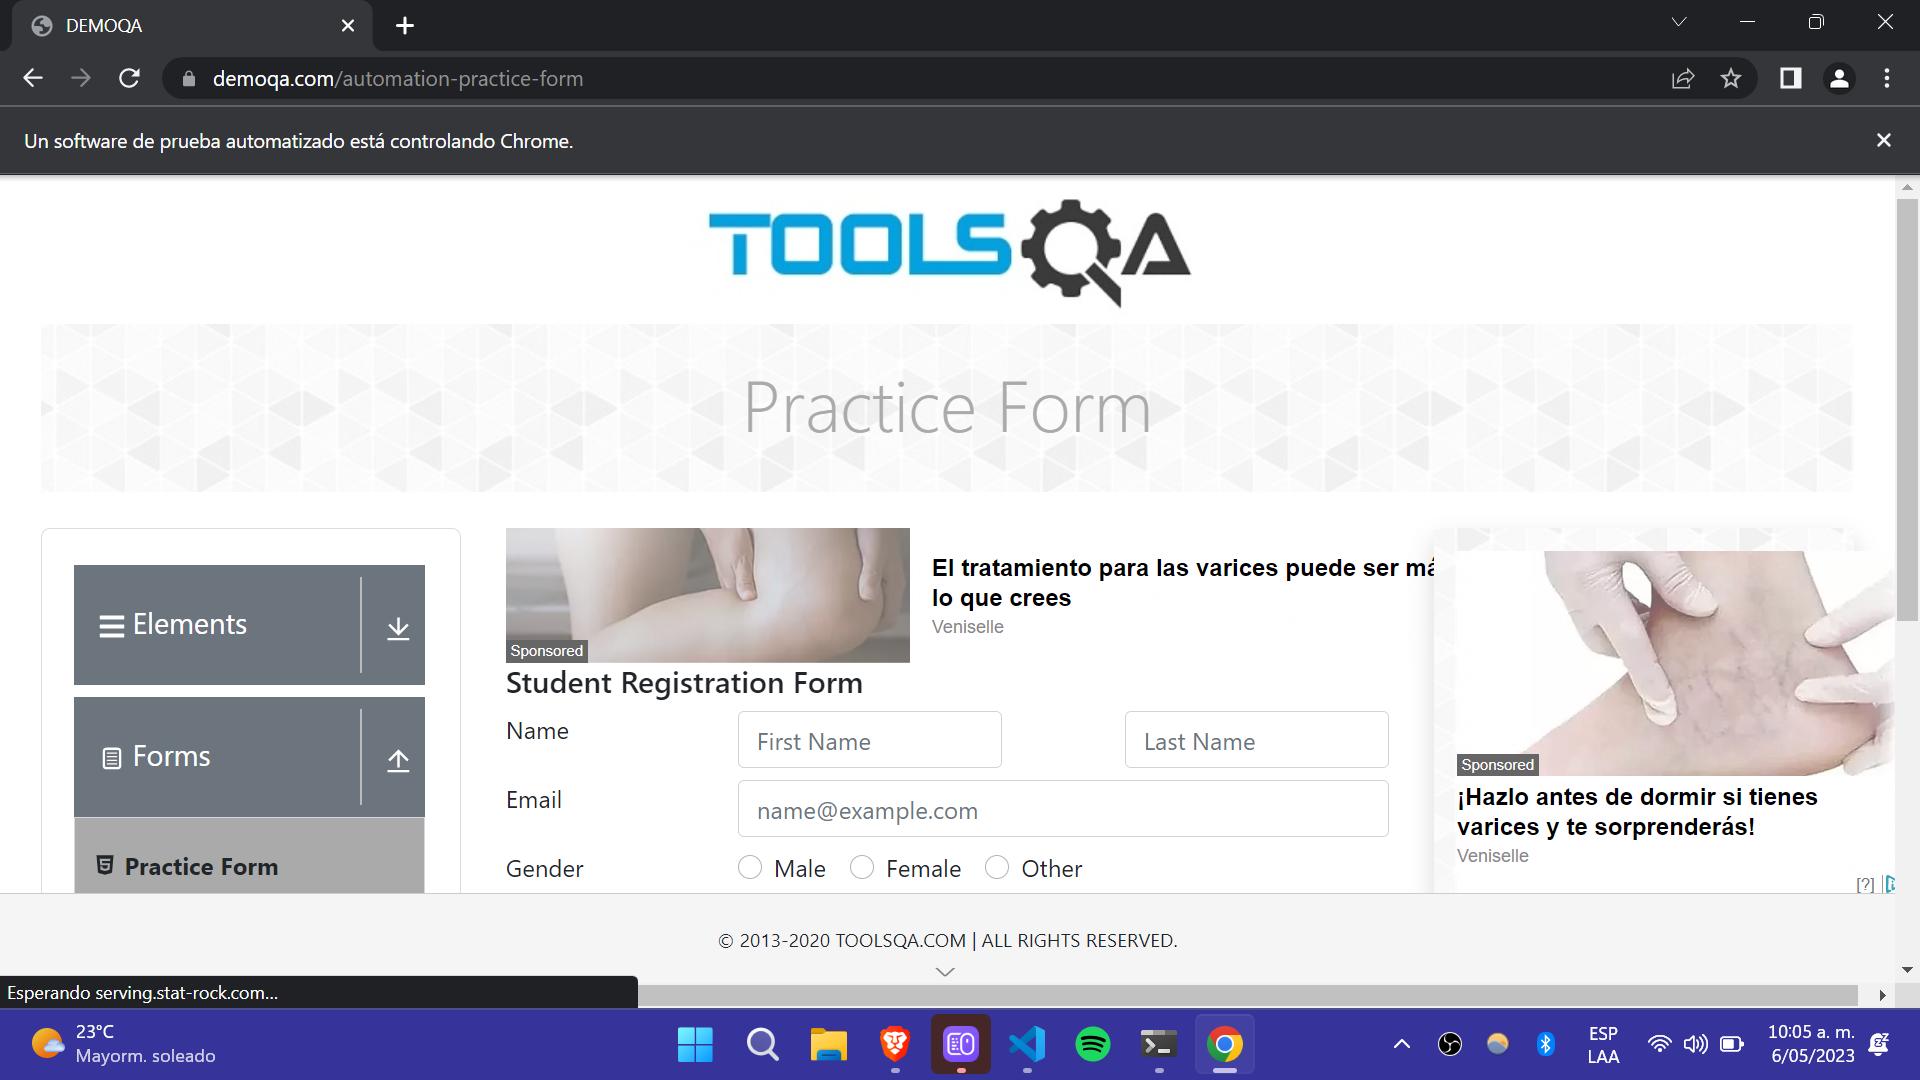 DEMOQA
demoqa.com/automation-practice-form
Un software de prueba automatizado está controlando Chrome.
TOOLSQA
Practice Form
Elements
Forms
Practice Form
Sponsored
El tratamiento para las varices puede ser má
lo que crees
Veniselle
Student Registration Form
Name
First Name
Last Name
Email
name@example.com
Gender
Male
Female
Other
Sponsored
¡Hazlo antes de dormir si tienes
varices y te sorprenderás!
Veniselle
[?]
© 2013-2020 TOOLSQA.COM | ALL RIGHTS RESERVED.
Esperando serving.stat-rock.com...
23°C
Mayorm. soleado
ESP
LAA
10:05 a. m.
6/05/2023